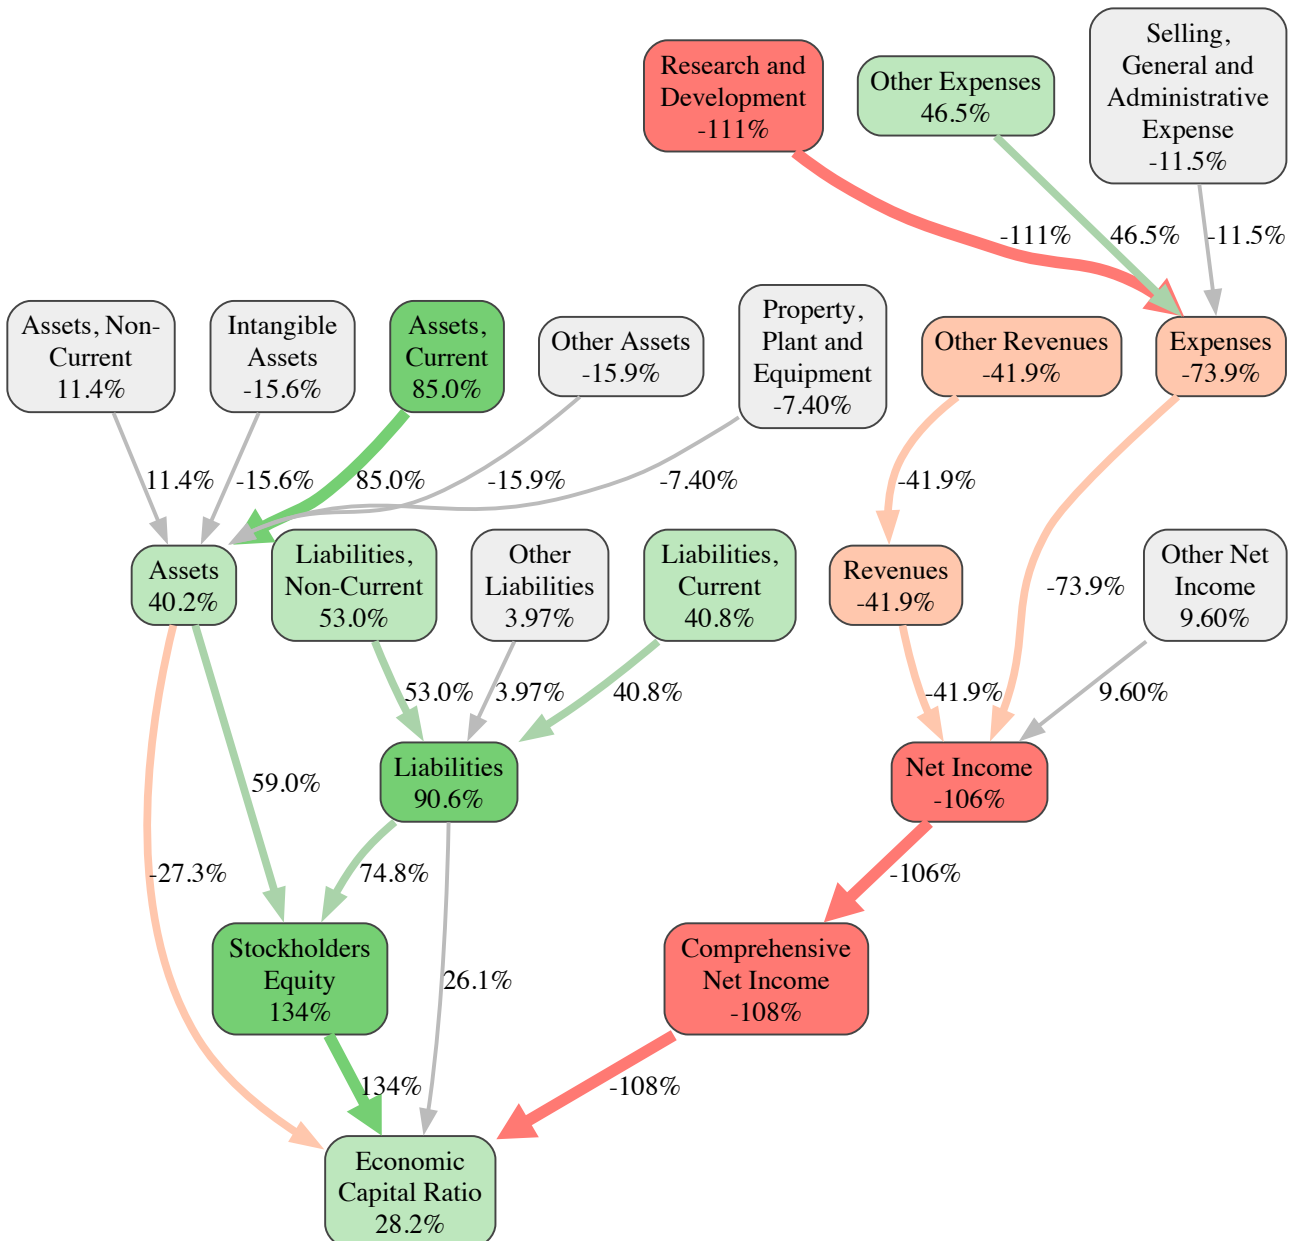 Research and
Development
-111%
Other Expenses
46.5%
Selling,
General and
Administrative
Expense
-11.5%
-111%
46.5%
-11.5%
Assets, Non-
Current
11.4%
Intangible
Assets
-15.6%
Assets,
Current
85.0%
Other Assets
-15.9%
Property,
Plant and
Equipment
-7.40%
Other Revenues
-41.9%
Expenses
-73.9%
11.4%
-15.6%
85.0%
-15.9%
-7.40%
-41.9%
Assets
40.2%
Liabilities,
Non-Current
53.0%
Other
Liabilities
3.97%
Liabilities,
Current
40.8%
Revenues
-41.9%
-73.9%
Other Net
Income
9.60%
53.0%
3.97%
40.8%
-41.9%
9.60%
59.0%
Liabilities
90.6%
Net Income
-106%
-27.3%
74.8%
-106%
Stockholders
Equity
134%
26.1%
Comprehensive
Net Income
-108%
134%
-108%
Economic
Capital Ratio
28.2%